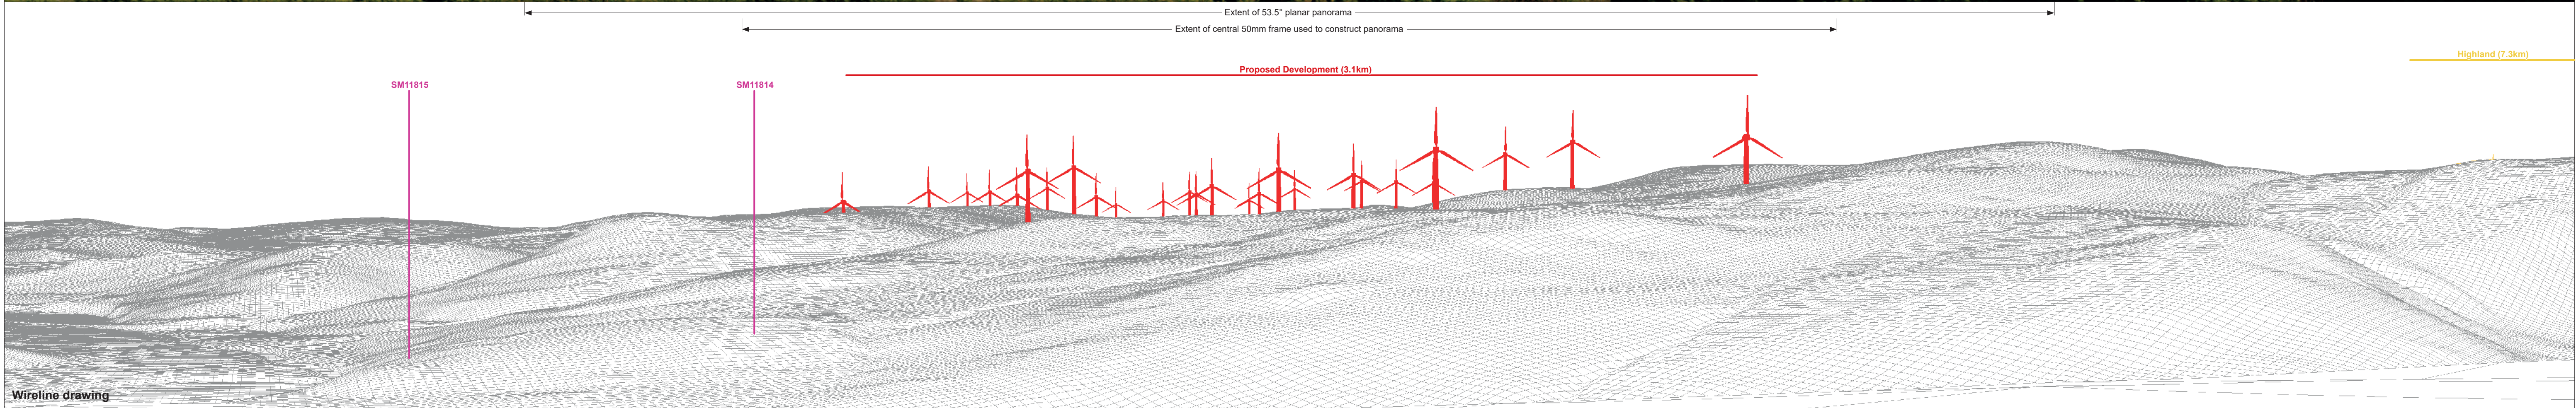 Extent of 53.5° planar panorama
Extent of central 50mm frame used to construct panorama
Highland (7.3km)
Proposed Development (3.1km)
SM11815
SM11814
Wireline drawing